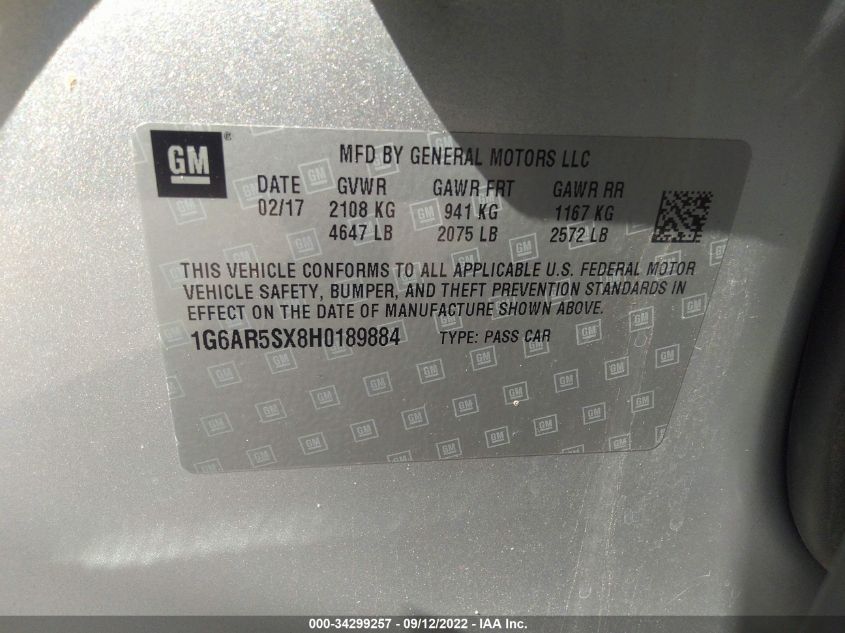 GM ®
MFD BY GENERAL MOTORS LLC
DATE GVWR GAWR FRT GAWR RR
02/17 2108 KG 941 KG 1167 KG
4647 LB 2075 LB 2572 LB
THIS VEHICLE CONFORMS TO ALL APPLICABLE U.S. FEDERAL MOTOR
VEHICLE SAFETY, BUMPER, AND THEFT PREVENTION STANDARDS IN
EFFECT ON THE DATE OF MANUFACTURE SHOWN ABOVE.
1G6AR5SX8H0189884 TYPE: PASS CAR
000-34299257 - 09/12/2022 - IAA Inc.